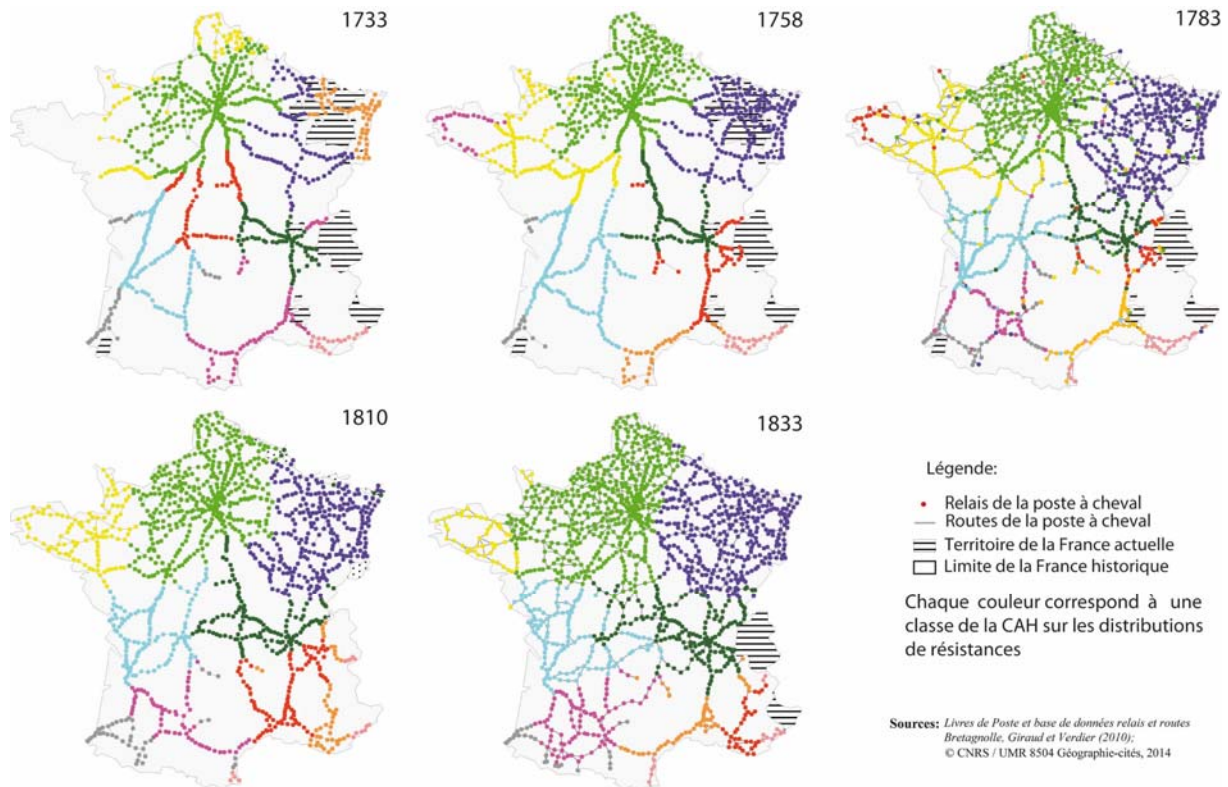 1733
1758
1783
1810
1833
Légende:
Relais de la poste à cheval
Routes de la poste à cheval
Territoire de la France actuelle
Limite de la France historique
Chaque couleur correspond à une
classe de la CAH sur les distributions
de résistances
Sources: Livres de Poste et base de données relais et routes
Bretagnolle, Giraud et Verdier (2010);
© CNRS / UMR 8504 Géographie-cités, 2014